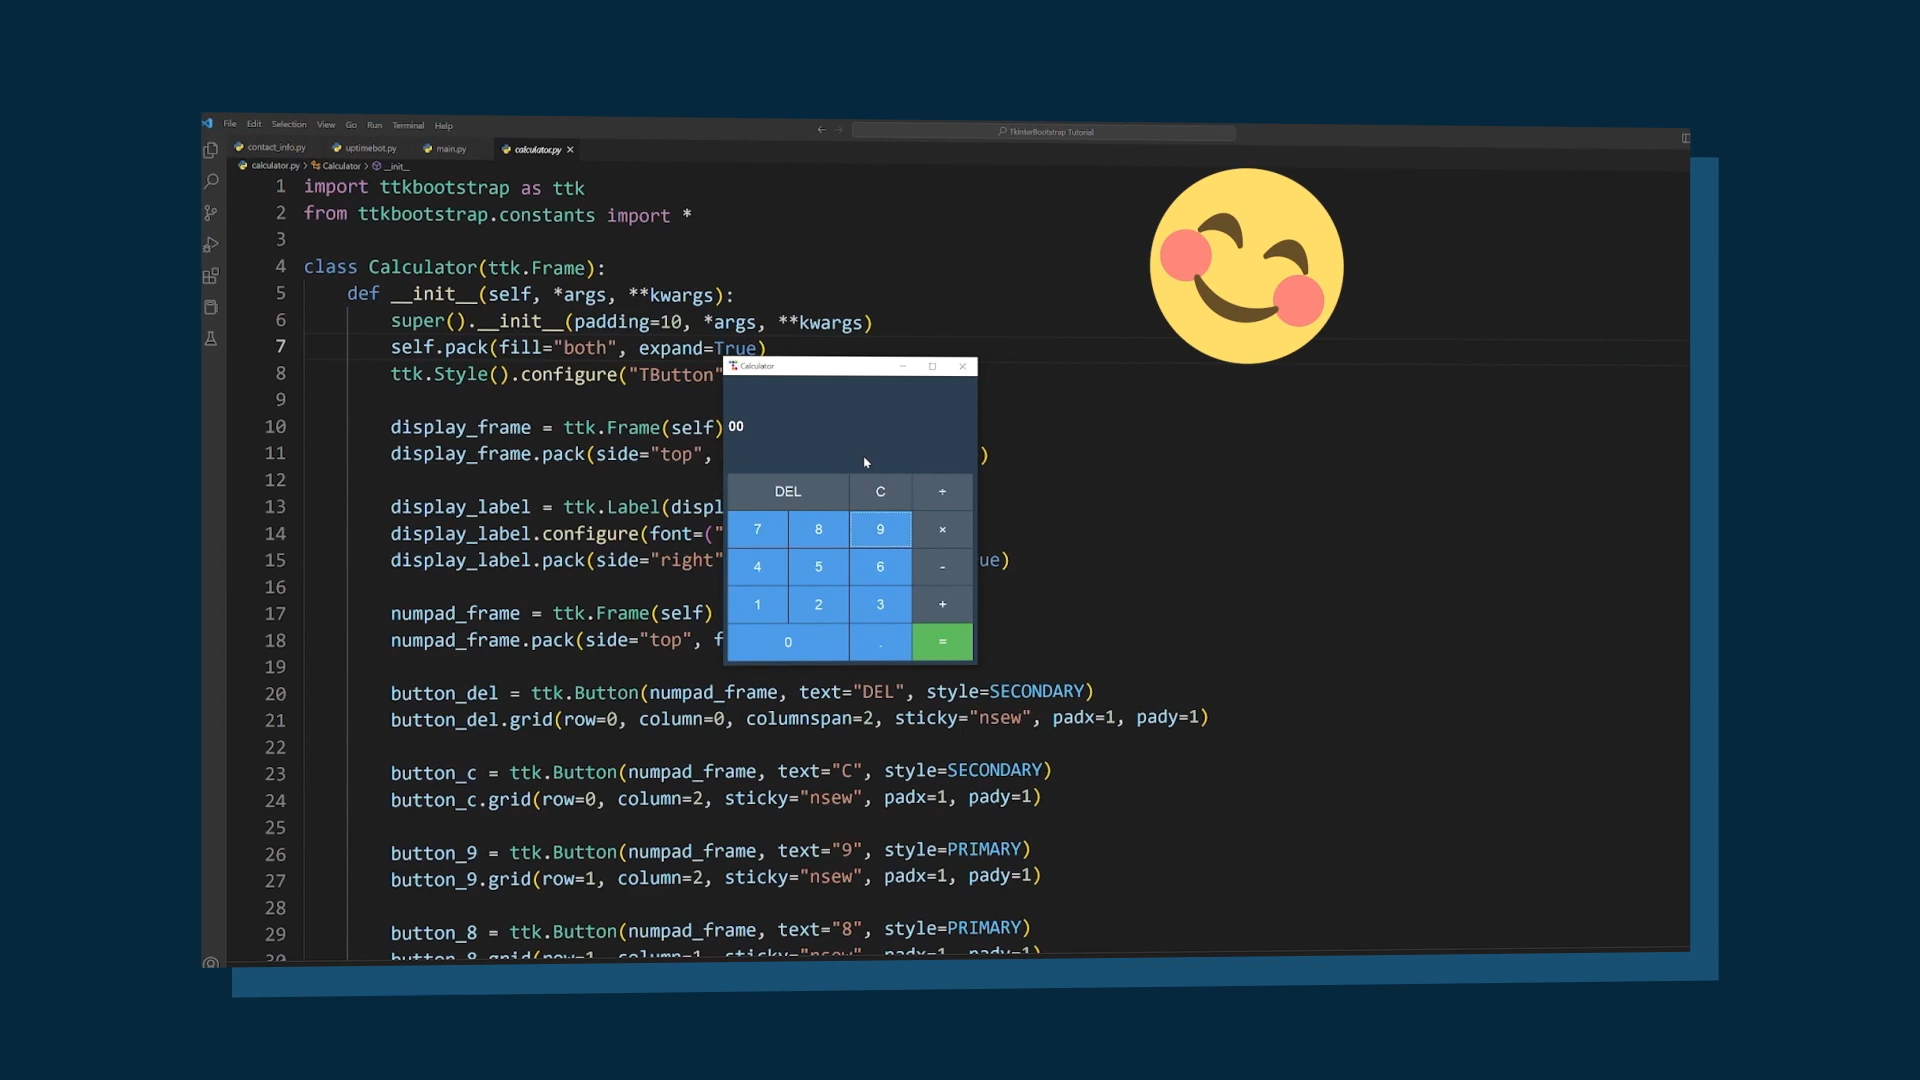 File Edit Selection View Go Run Terminal Help
TkinterBootstrap Tutorial
contact_info.py uptimebot.py main.py calculator.py
calculator.py > Calculator > __init__
1 import ttkbootstrap as ttk
2 from ttkbootstrap.constants import *
3
4 class Calculator(ttk.Frame):
5 def __init__(self, *args, **kwargs):
6 super().__init__(padding=10, *args, **kwargs)
7 self.pack(fill="both", expand=True)
8 ttk.Style().configure("TButton"
9
10 display_frame = ttk.Frame(self)
11 display_frame.pack(side="top", )
12
13 display_label = ttk.Label(displ
14 display_label.configure(font=("
15 display_label.pack(side="right" ue)
16
17 numpad_frame = ttk.Frame(self)
18 numpad_frame.pack(side="top", f
19
20 button_del = ttk.Button(numpad_frame, text="DEL", style=SECONDARY)
21 button_del.grid(row=0, column=0, columnspan=2, sticky="nsew", padx=1, pady=1)
22
23 button_c = ttk.Button(numpad_frame, text="C", style=SECONDARY)
24 button_c.grid(row=0, column=2, sticky="nsew", padx=1, pady=1)
25
26 button_9 = ttk.Button(numpad_frame, text="9", style=PRIMARY)
27 button_9.grid(row=1, column=2, sticky="nsew", padx=1, pady=1)
28
29 button_8 = ttk.Button(numpad_frame, text="8", style=PRIMARY)
30 button_8.grid(row=1, column=1, sticky="nsew", padx=1, pady=1)
Calculator
00
DEL C ÷
7 8 9 ×
4 5 6 -
1 2 3 +
0 . =